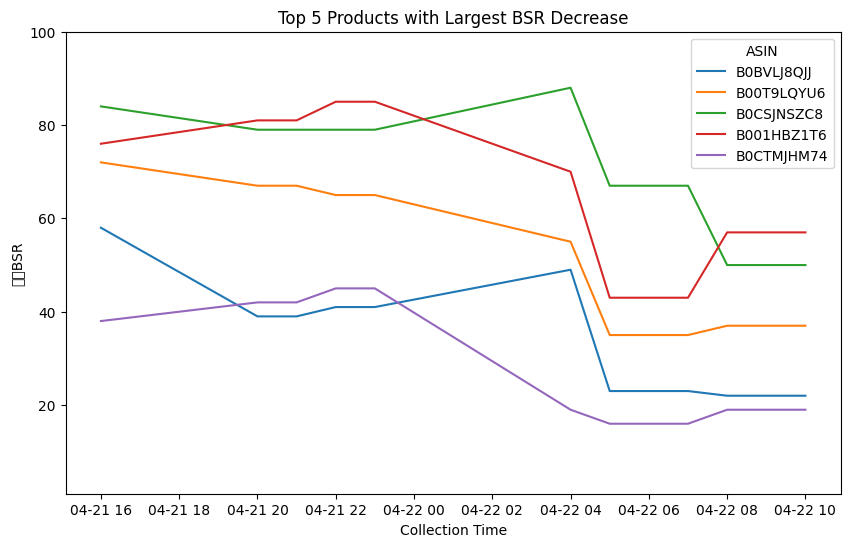 Top 5 Products with Largest BSR Decrease
100
80
60
40
20
BSR
ASIN
B0BVLJ8QJJ
B00T9LQYU6
B0CSJNSZC8
B001HBZ1T6
B0CTMJHM74
04-21 16
04-21 18
04-21 20
04-21 22
04-22 00
04-22 02
04-22 04
04-22 06
04-22 08
04-22 10
Collection Time